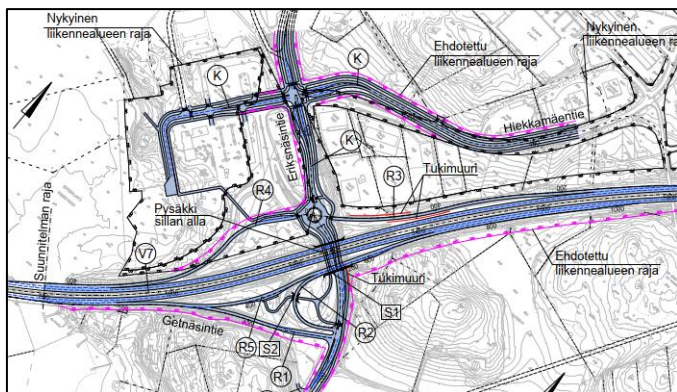 Nykyinen
liikennealueen raja
K
K
Ehdotettu
liikennealueen raja
Nykyinen
liikennealueen raja
Hiekkamäentie
Eriksnäsintie
K
R4
R3
Tukimuuri
Pysäkki
sillan alla
Suunnitelman raja
V7
Ehdotettu
liikennealueen raja
Tukimuuri
S1
Getnäsintie
R2
R5
S2
R1